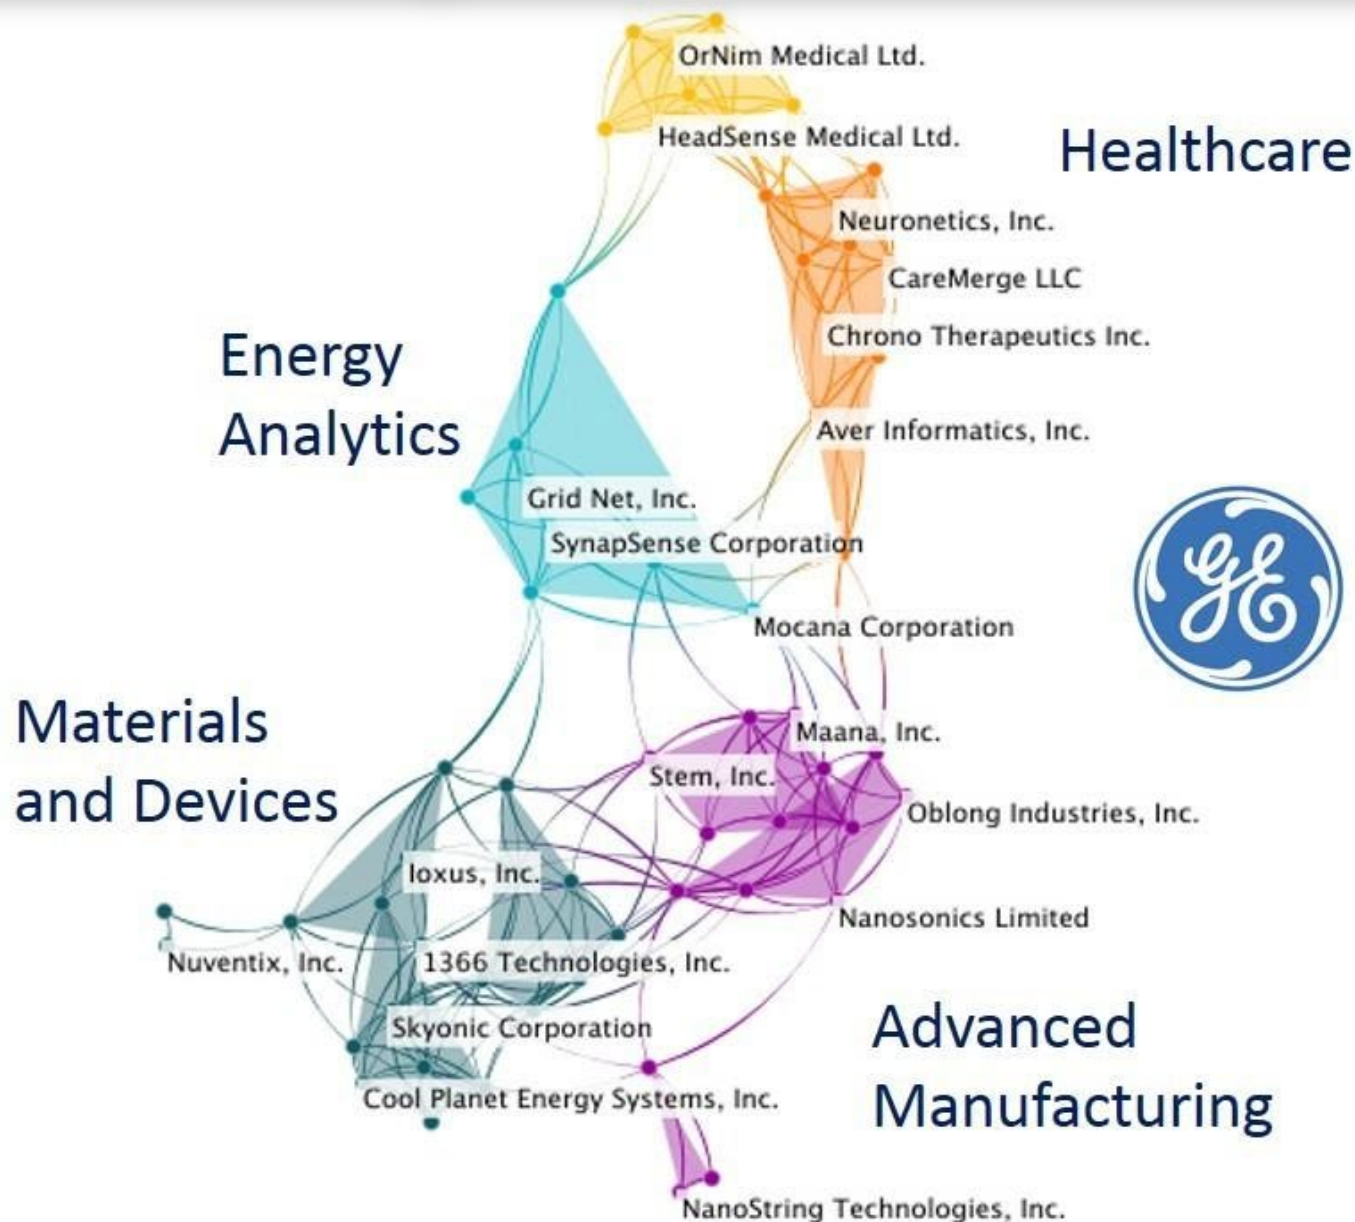 OrNim Medical Ltd.
HeadSense Medical Ltd.
Healthcare
Neuronetics, Inc.
CareMerge LLC
Chrono Therapeutics Inc.
Energy
Analytics
Aver Informatics, Inc.
Grid Net, Inc.
SynapSense Corporation
GE
Mocana Corporation
Materials
and Devices
Maana, Inc.
Stem, Inc.
Oblong Industries, Inc.
Ioxus, Inc.
Nanosonics Limited
Nuventix, Inc.
1366 Technologies, Inc.
Skyonic Corporation
Advanced
Manufacturing
Cool Planet Energy Systems, Inc.
NanoString Technologies, Inc.